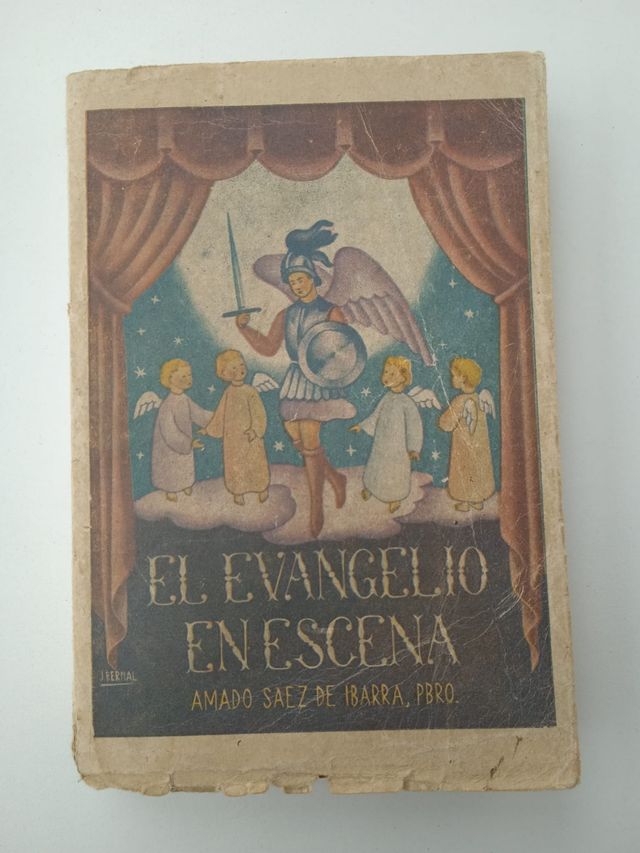 EL EVANGELIO
EN ESCENA
J. BERNAL
AMADO SAEZ DE IBARRA, PBRO.